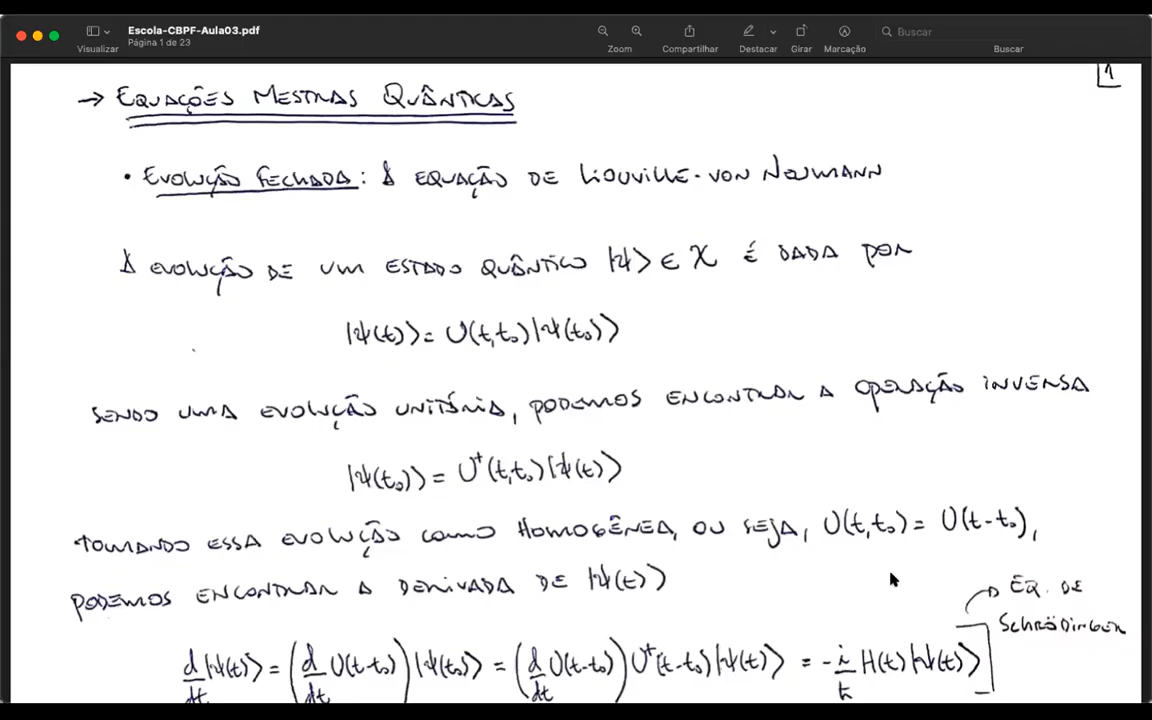 Escola-CBPF-Aula03.pdf
Página 1 de 23
Visualizar
Zoom
Compartilhar
Destacar
Girar
Marcação
Buscar
Buscar
1
→ EQUAÇÕES MESTRAS QUÂNTICAS
• EVOLUÇÃO FECHADA: A EQUAÇÃO DE LIOUVILLE-VON NEUMANN
A EVOLUÇÃO DE UM ESTADO QUÂNTICO |ψ> ∈ ℋ É DADA POR
|ψ(t)> = U(t,t₀)|ψ(t₀)>
SENDO UMA EVOLUÇÃO UNITÁRIA, PODEMOS ENCONTRAR A OPERAÇÃO INVERSA
|ψ(t₀)> = U†(t,t₀)|ψ(t)>
TOMANDO ESSA EVOLUÇÃO COMO HOMOGÊNEA, OU SEJA, U(t,t₀) = U(t-t₀),
PODEMOS ENCONTRAR A DERIVADA DE |ψ(t)>
EQ. DE
SCHRÖDINGER
d/dt |ψ(t)> = (d/dt U(t-t₀)) |ψ(t₀)> = (d/dt U(t-t₀)) U†(t-t₀)|ψ(t)> = -i/ħ H(t)|ψ(t)>